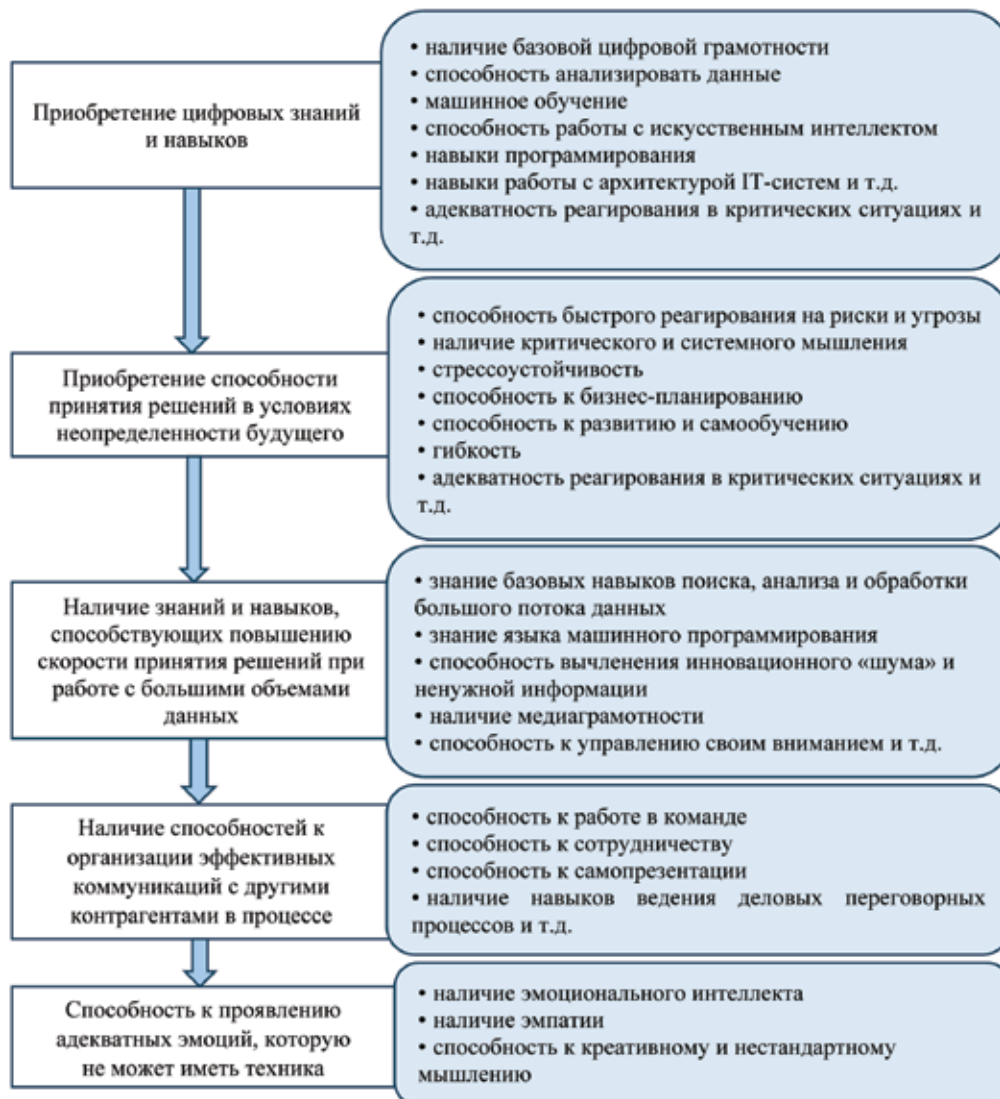 Приобретение цифровых знаний
и навыков
• наличие базовой цифровой грамотности
• способность анализировать данные
• машинное обучение
• способность работы с искусственным интеллектом
• навыки программирования
• навыки работы с архитектурой IT-систем и т.д.
• адекватность реагирования в критических ситуациях и
т.д.
Приобретение способности
принятия решений в условиях
неопределенности будущего
• способность быстрого реагирования на риски и угрозы
• наличие критического и системного мышления
• стрессоустойчивость
• способность к бизнес-планированию
• способность к развитию и самообучению
• гибкость
• адекватность реагирования в критических ситуациях и
т.д.
Наличие знаний и навыков,
способствующих повышению
скорости принятия решений при
работе с большими объемами
данных
• знание базовых навыков поиска, анализа и обработки
большого потока данных
• знание языка машинного программирования
• способность вычленения инновационного «шума» и
ненужной информации
• наличие медиаграмотности
• способность к управлению своим вниманием и т.д.
Наличие способностей к
организации эффективных
коммуникаций с другими
контрагентами в процессе
• способность к работе в команде
• способность к сотрудничеству
• способность к самопрезентации
• наличие навыков ведения деловых переговорных
процессов и т.д.
Способность к проявлению
адекватных эмоций, которую
не может иметь техника
• наличие эмоционального интеллекта
• наличие эмпатии
• способность к креативному и нестандартному
мышлению